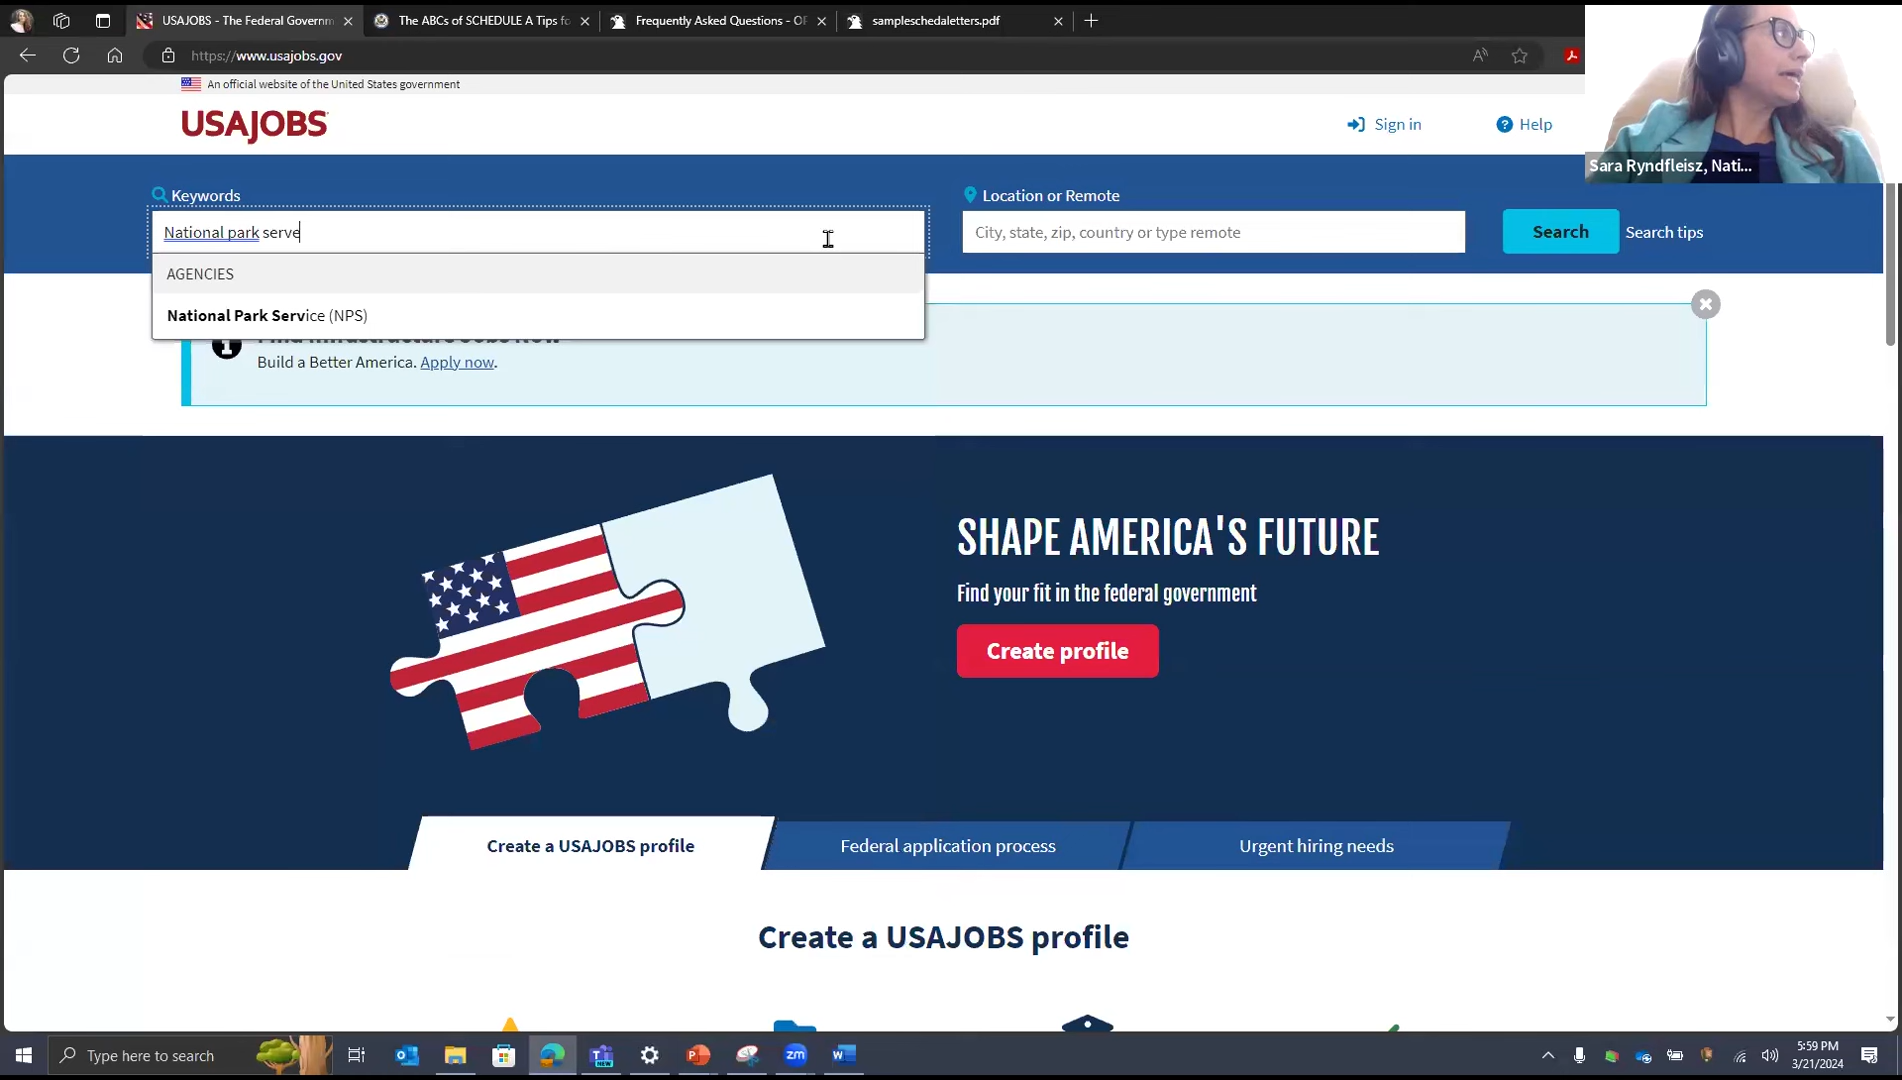 USAJOBS - The Federal Governm
The ABCs of SCHEDULE A Tips fo
Frequently Asked Questions - OP
sampleschedaletters.pdf
https://www.usajobs.gov
An official website of the United States government
USAJOBS
Sign in
Help
Sara Ryndfleisz, Nati...
Keywords
Location or Remote
National park serve
City, state, zip, country or type remote
Search
Search tips
AGENCIES
National Park Service (NPS)
Build a Better America. Apply now.
SHAPE AMERICA'S FUTURE
Find your fit in the federal government
Create profile
Create a USAJOBS profile
Federal application process
Urgent hiring needs
Create a USAJOBS profile
Type here to search
5:59 PM
3/21/2024